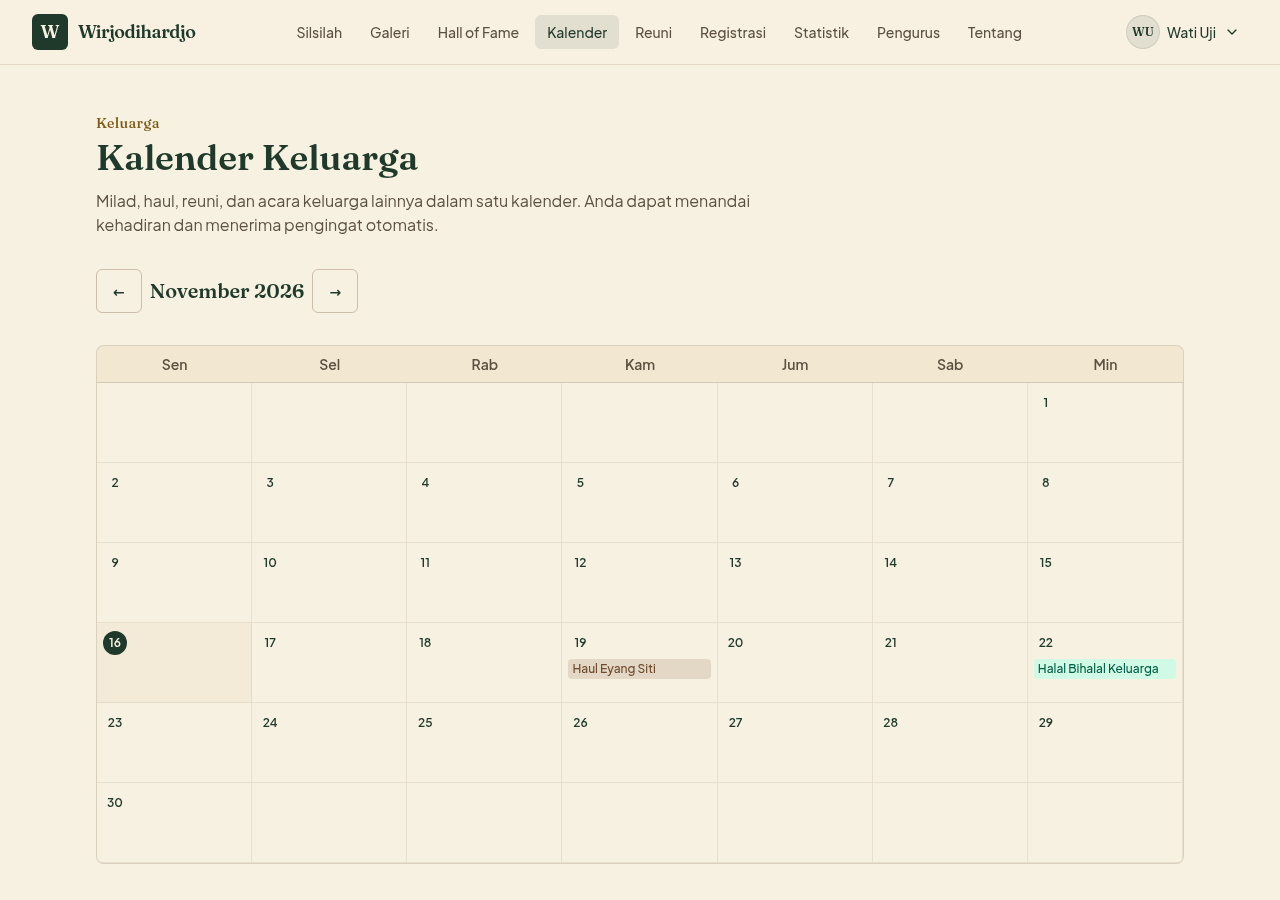 W Wirjodihardjo Silsilah Galeri Hall of Fame Kalender Reuni Registrasi Statistik Pengurus Tentang WU Wati Uji
Keluarga
Kalender Keluarga
Milad, haul, reuni, dan acara keluarga lainnya dalam satu kalender. Anda dapat menandai
kehadiran dan menerima pengingat otomatis.
← November 2026 →
Sen Sel Rab Kam Jum Sab Min
1
2 3 4 5 6 7 8
9 10 11 12 13 14 15
16 17 18 19 20 21 22
Haul Eyang Siti Halal Bihalal Keluarga
23 24 25 26 27 28 29
30